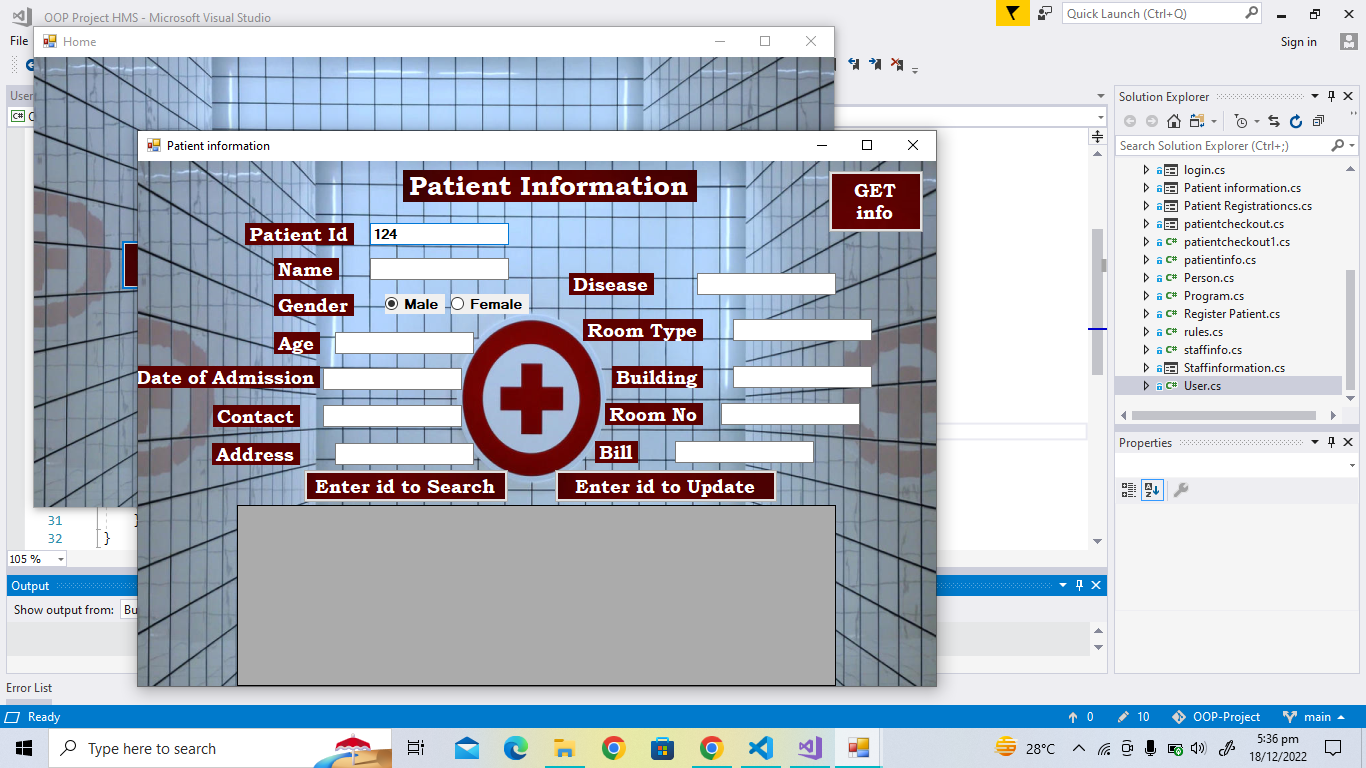 OOP Project HMS - Microsoft Visual Studio
Quick Launch (Ctrl+Q)
File
Home
Sign in
Patient information
Solution Explorer
Search Solution Explorer (Ctrl+;)
login.cs
Patient information.cs
Patient Registrationcs.cs
patientcheckout.cs
patientcheckout1.cs
patientinfo.cs
Person.cs
Program.cs
Register Patient.cs
rules.cs
staffinfo.cs
Staffinformation.cs
User.cs
Properties
Patient Information
GET
info
Patient Id 124
Name
Gender Male Female
Age
Date of Admission
Contact
Address
Disease
Room Type
Building
Room No
Bill
Enter id to Search Enter id to Update
31 }
32 }
105 %
Output
Show output from: Bu
Error List
Ready
0 10 OOP-Project main
Type here to search
28°C
5:36 pm
18/12/2022